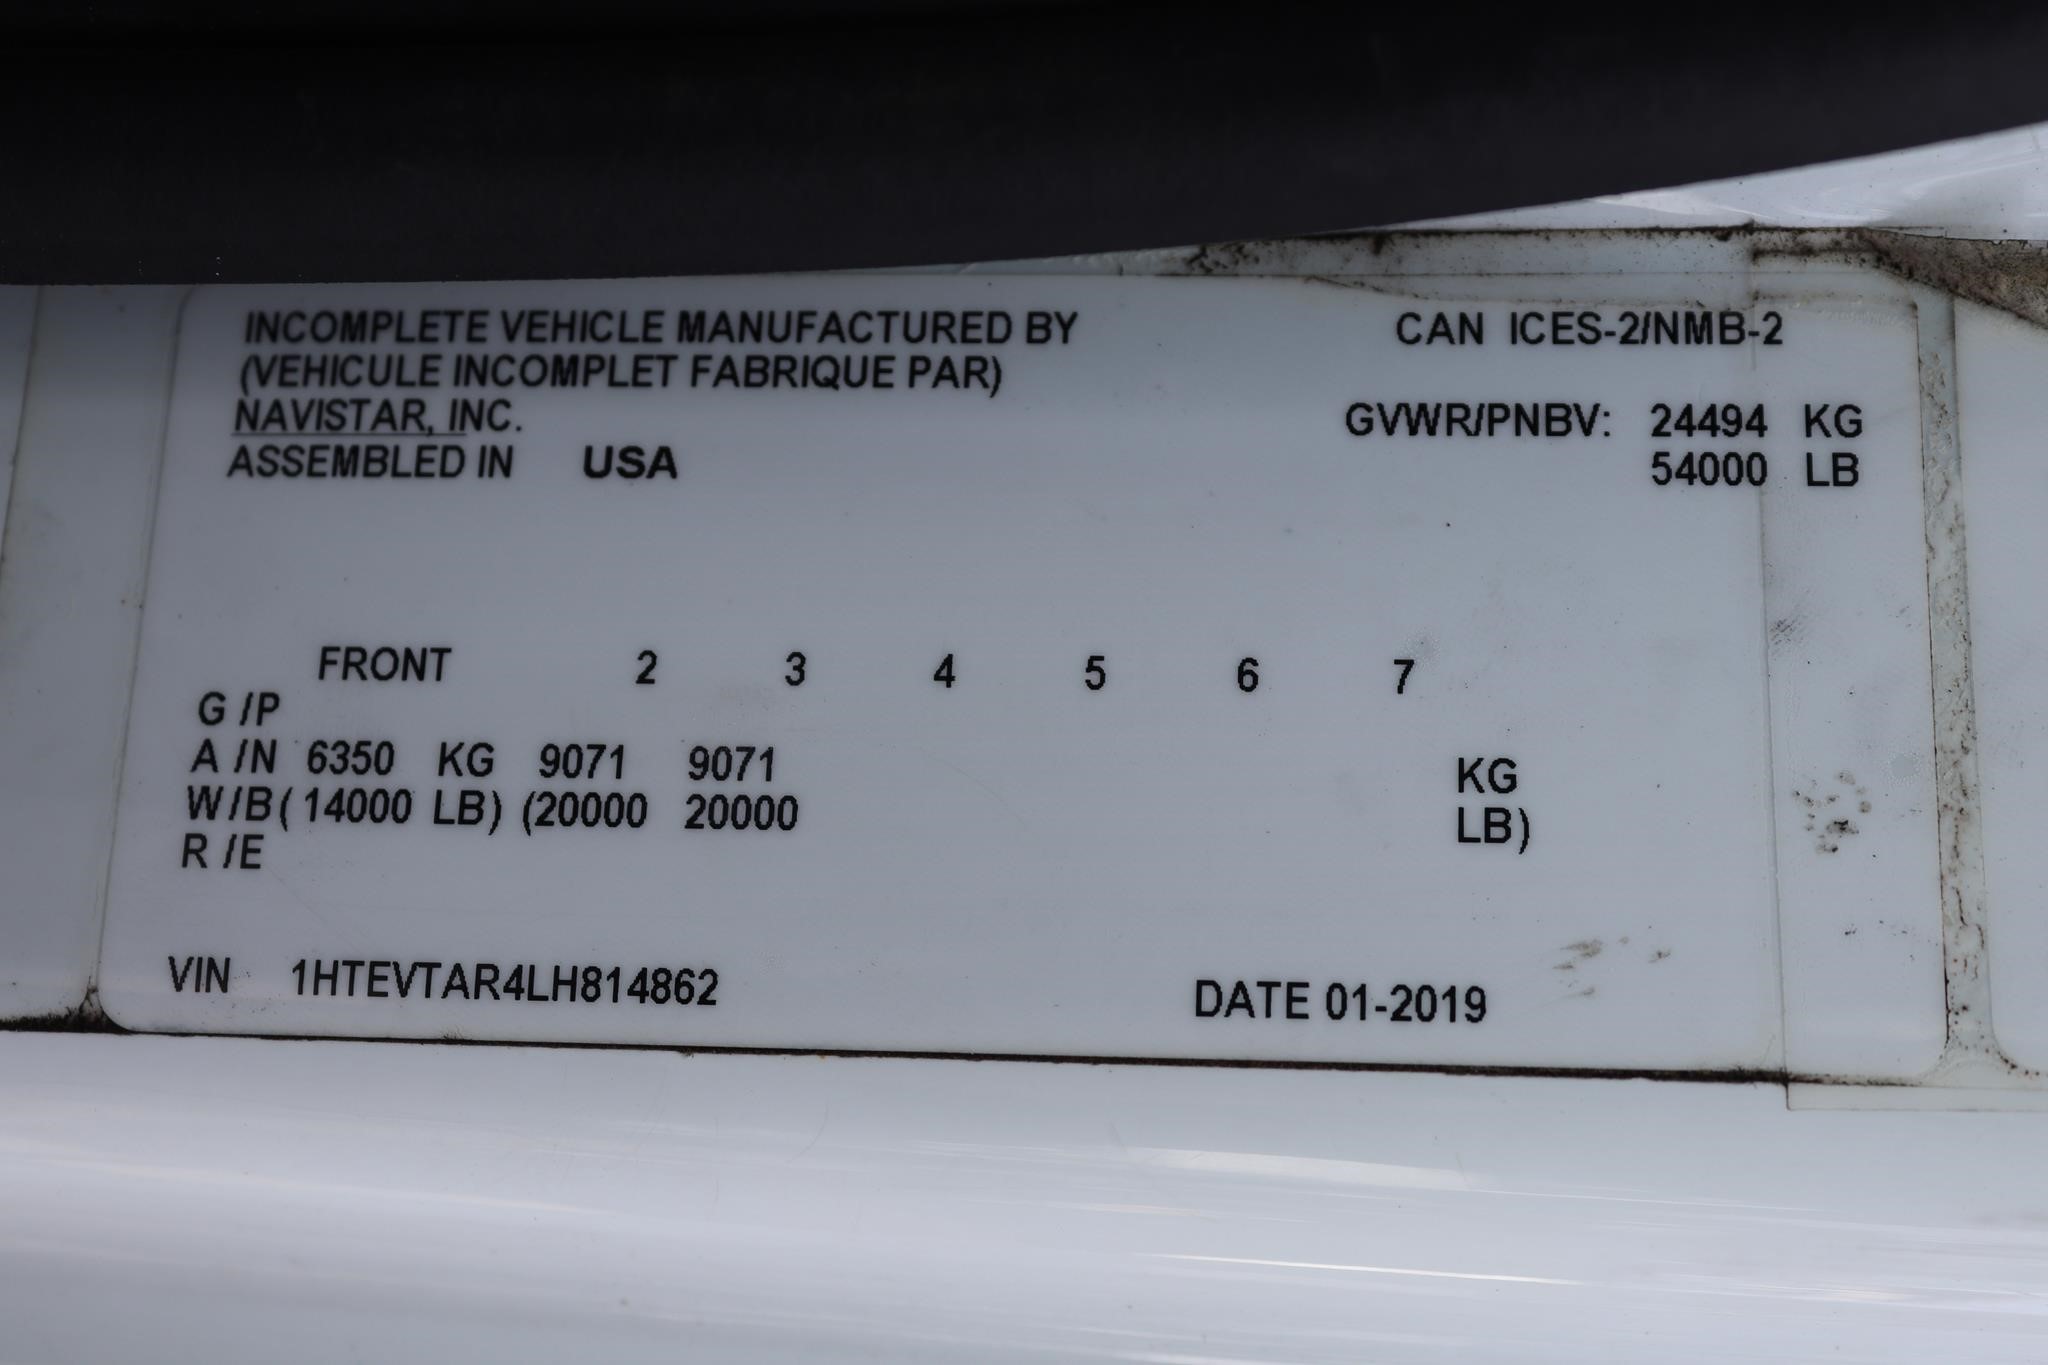 INCOMPLETE VEHICLE MANUFACTURED BY
(VEHICULE INCOMPLET FABRIQUE PAR)
NAVISTAR, INC.
ASSEMBLED IN USA
CAN ICES-2/NMB-2
GVWR/PNBV: 24494 KG
54000 LB
FRONT 2 3 4 5 6 7
G /P
A /N 6350 KG 9071 9071 KG
W/B ( 14000 LB) (20000 20000 LB)
R /E
VIN 1HTEVTAR4LH814862 DATE 01-2019